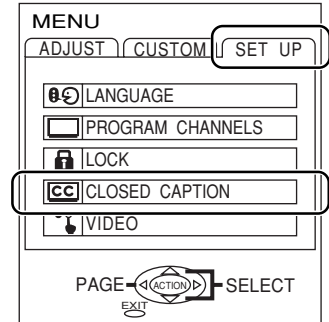 MENU
ADJUST CUSTOM SET UP
LANGUAGE
PROGRAM CHANNELS
LOCK
CC CLOSED CAPTION
VIDEO
PAGE ACTION SELECT
EXIT